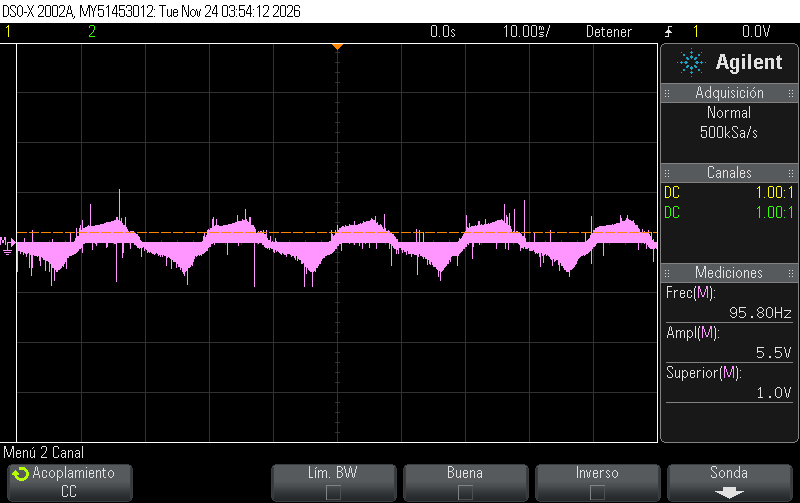 DSO-X 2002A, MY51453012: Tue Nov 24 03:54:12 2026
1 2 0.0s 10.00ms/ Detener 1 0.0V
Agilent
Adquisición
Normal
500kSa/s
Canales
DC 1.00:1
DC 1.00:1
Mediciones
Frec(M):
95.80Hz
Ampl(M):
5.5V
Superior(M):
1.0V
M
Menú 2 Canal
Acoplamiento
CC
Lím. BW
Buena
Inverso
Sonda